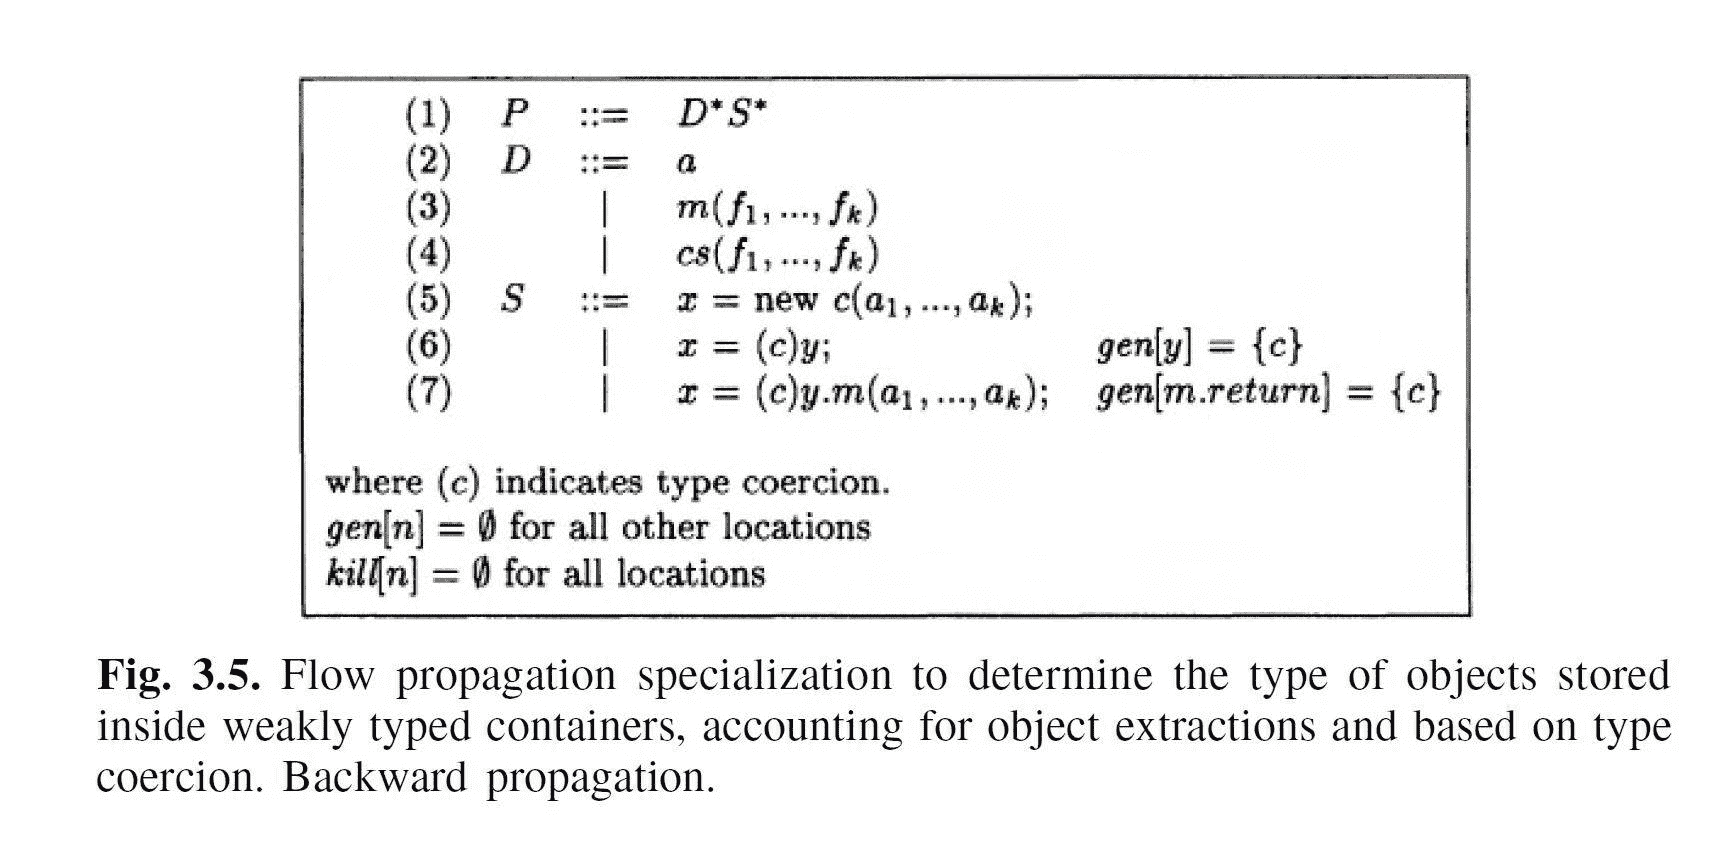 (1) P ::= D*S*
(2) D ::= a
(3) | m(f₁, ..., fₖ)
(4) | cs(f₁, ..., fₖ)
(5) S ::= x = new c(a₁, ..., aₖ);
(6) | x = (c)y; gen[y] = {c}
(7) | x = (c)y.m(a₁, ..., aₖ); gen[m.return] = {c}
where (c) indicates type coercion.
gen[n] = ∅ for all other locations
kill[n] = ∅ for all locations
Fig. 3.5. Flow propagation specialization to determine the type of objects stored
inside weakly typed containers, accounting for object extractions and based on type
coercion. Backward propagation.